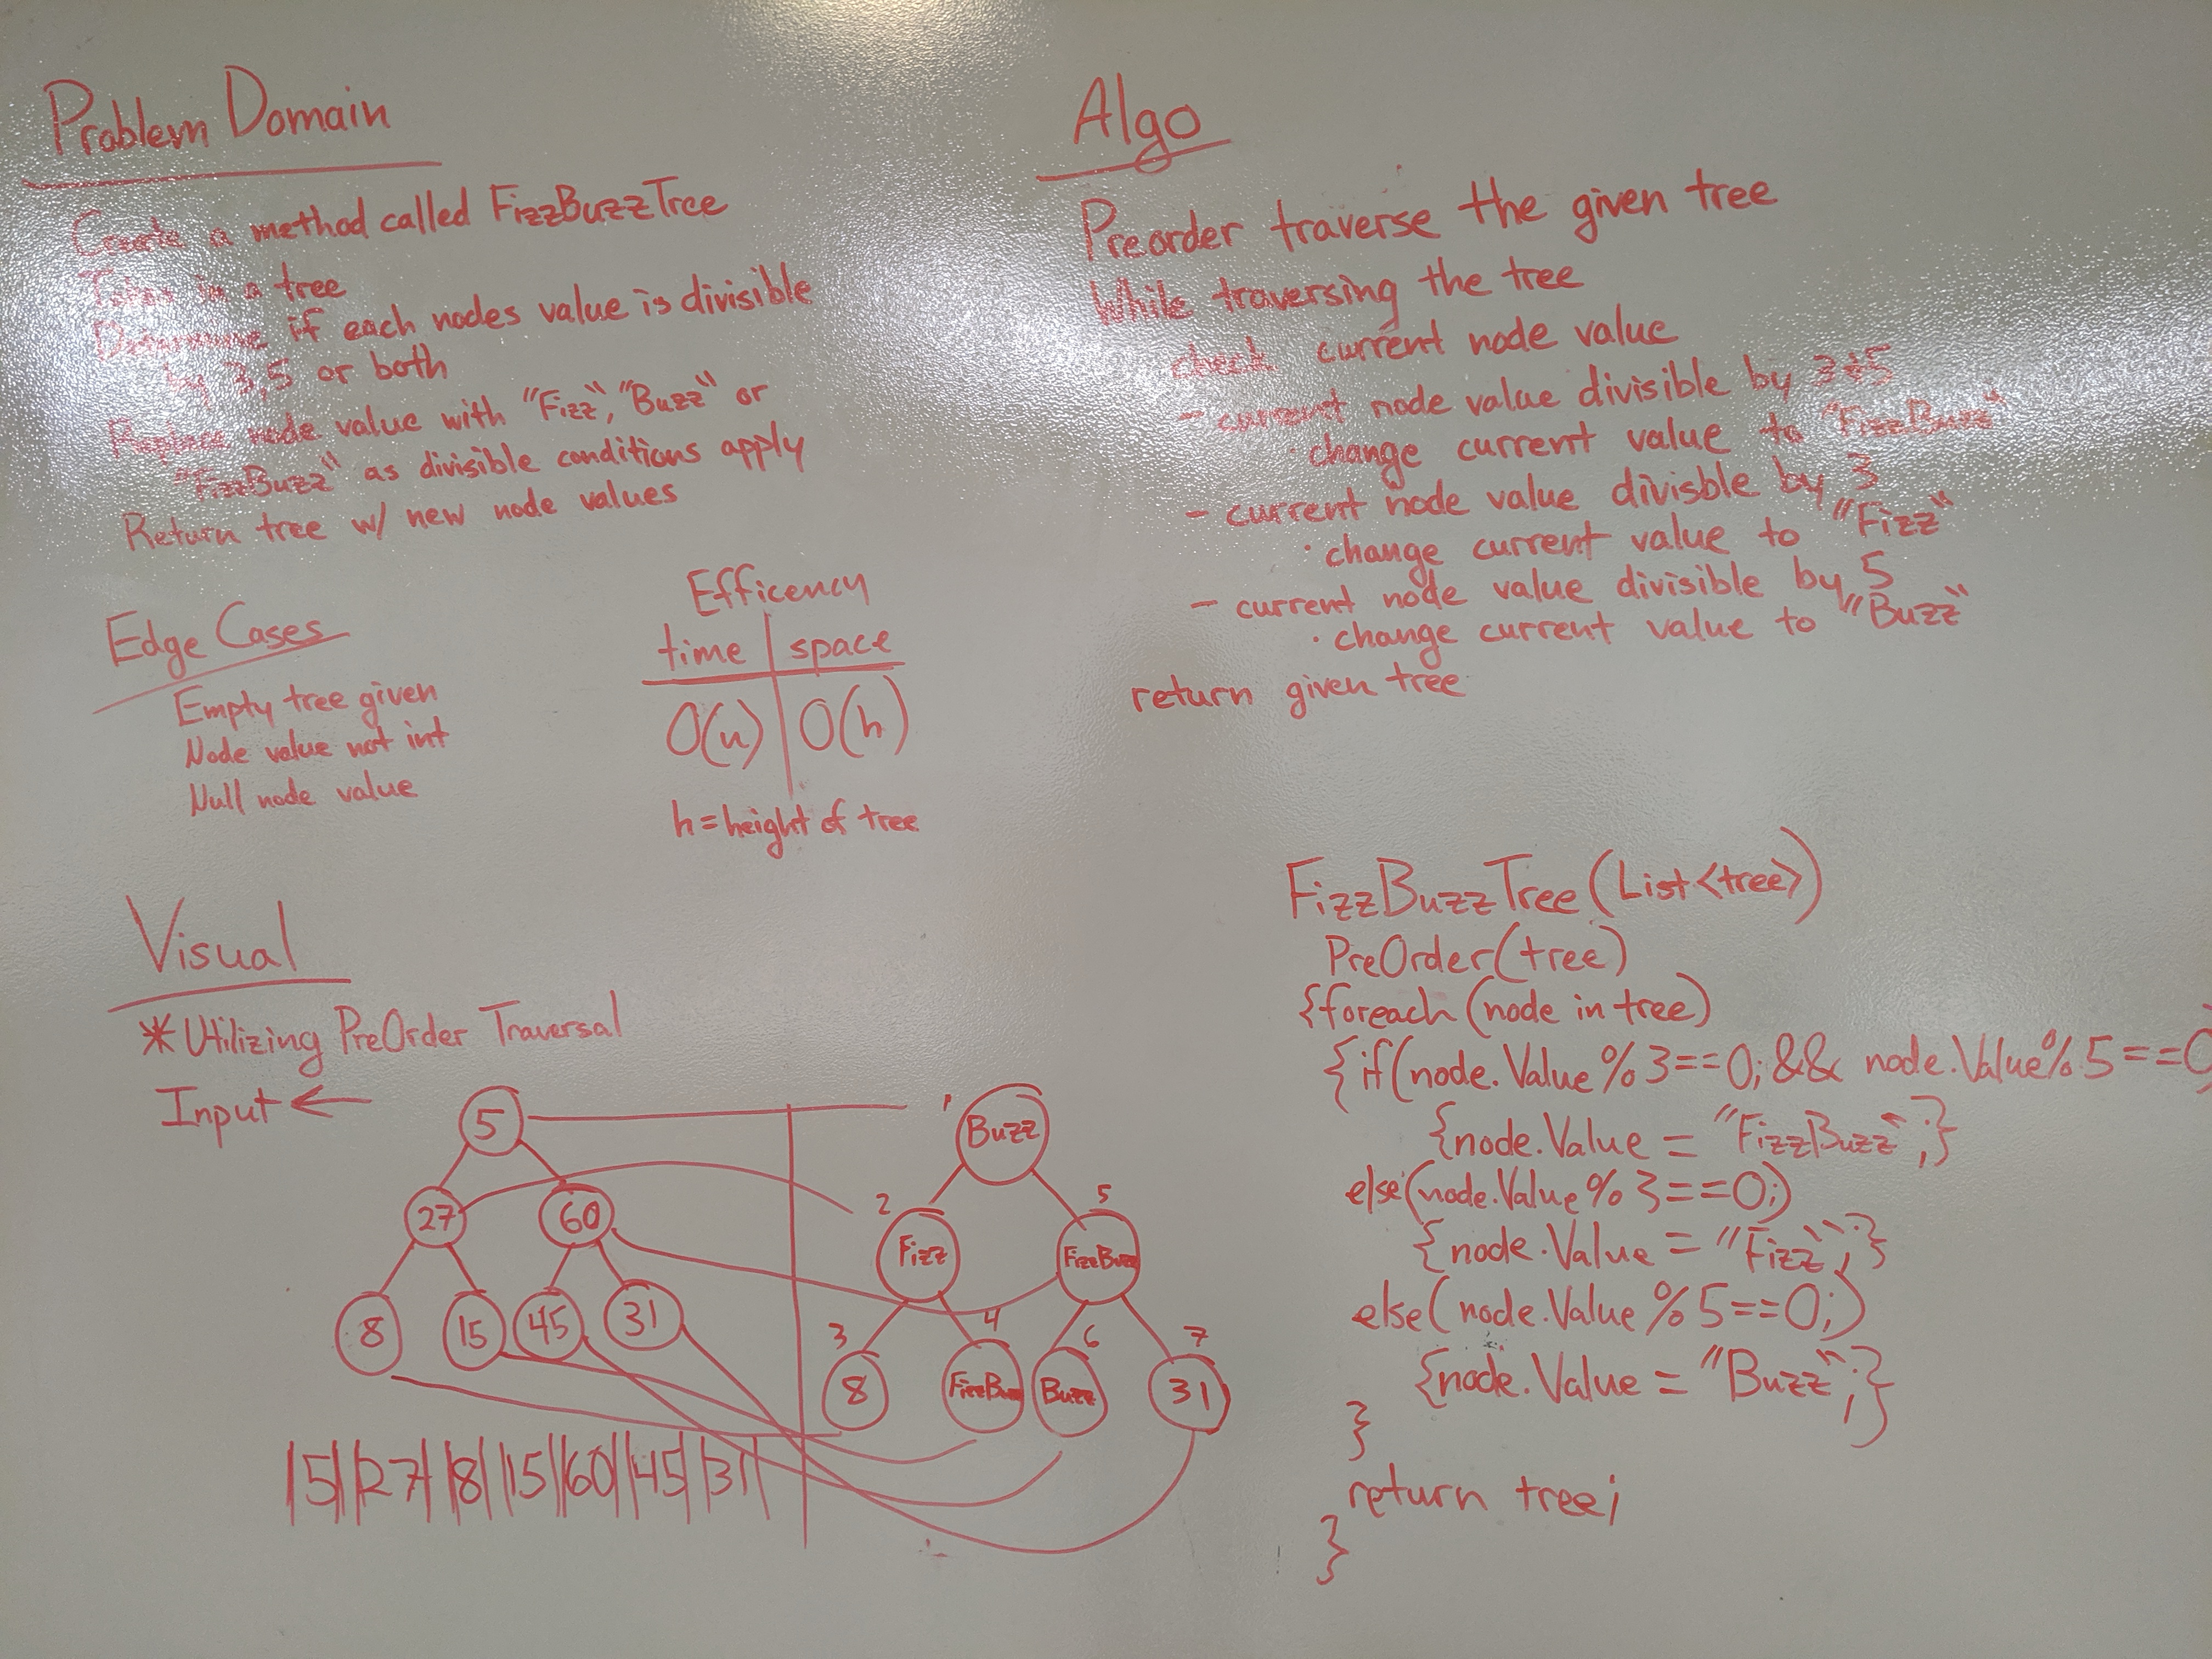 Problem Domain
Create a method called FizzBuzzTree
Takes in a tree
Determine if each nodes value is divisible
by 3,5 or both
Replace node value with "Fizz", "Buzz" or
"FizzBuzz" as divisible conditions apply
Return tree w/ new node values
Edge Cases
Empty tree given
Node value not int
Null node value
Efficency
time | space
O(n) | O(h)
h = height of tree
Visual
* Utilizing PreOrder Traversal
Input ←
5
27 60
8 15 45 31
|5||27||8||15||60||45||31|
1 Buzz
2 5
Fizz FizzBuzz
3 4 6 7
8 FizzBuzz Buzz 31
Algo
Preorder traverse the given tree
While traversing the tree
check current node value
- current node value divisible by 3+5
· change current value to "FizzBuzz"
- current node value divisble by 3
· change current value to "Fizz"
- current node value divisible by 5
· change current value to "Buzz"
return given tree
FizzBuzzTree(List<tree>)
PreOrder(tree)
{foreach(node in tree)
{if(node.Value % 3==0; && node.Value % 5==0
{node.Value = "FizzBuzz";}
else(node.Value % 3==0;)
{node.Value = "Fizz";}
else(node.Value % 5==0;)
{node.Value = "Buzz";}
}
return tree;
}